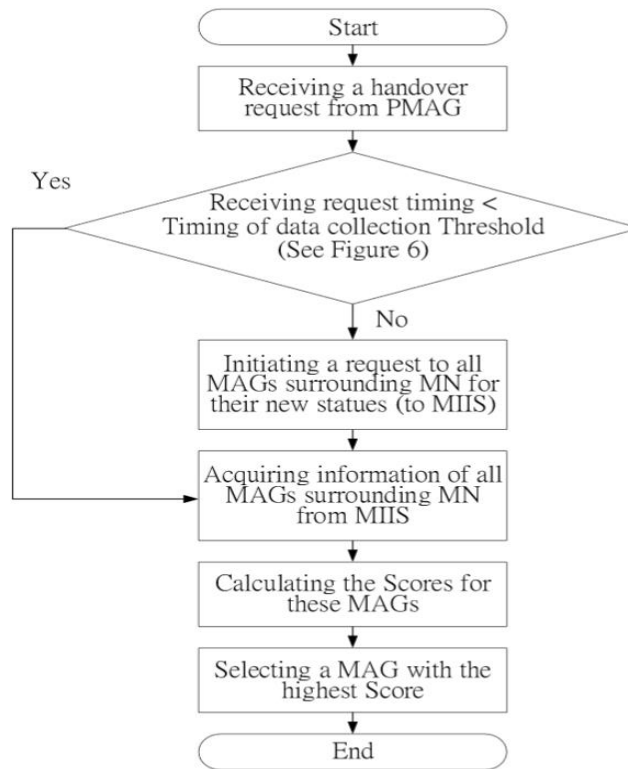 Start
Receiving a handover
request from PMAG
Yes
Receiving request timing <
Timing of data collection Threshold
(See Figure 6)
No
Initiating a request to all
MAGs surrounding MN for
their new statues (to MIIS)
Acquiring information of all
MAGs surrounding MN
from MIIS
Calculating the Scores for
these MAGs
Selecting a MAG with the
highest Score
End